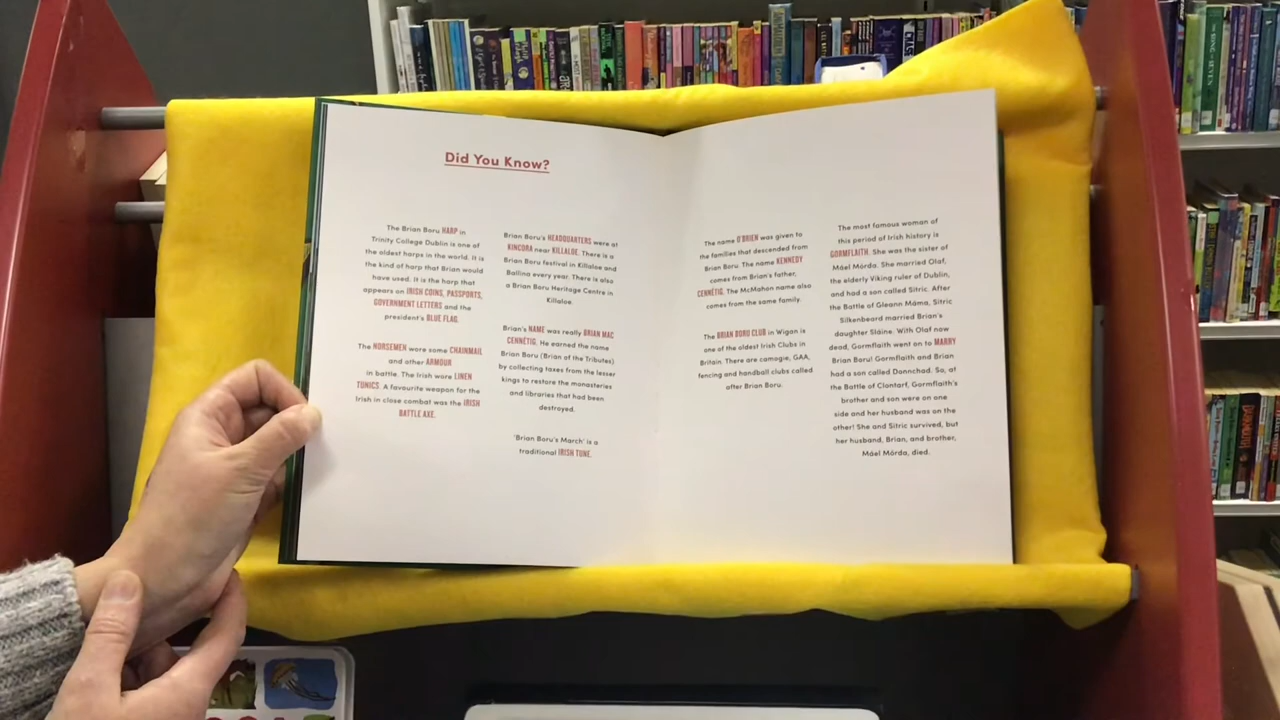 Did You Know?
The Brian Boru HARP in
Trinity College Dublin is one of
the oldest harps in the world. It is
the kind of harp that Brian would
have used. It is the harp that
appears on IRISH COINS, PASSPORTS,
GOVERNMENT LETTERS and the
president's BLUE FLAG.
The NORSEMEN wore some CHAINMAIL
and other ARMOUR
in battle. The Irish wore LINEN
TUNICS. A favourite weapon for the
Irish in close combat was the IRISH
BATTLE AXE.
Brian Boru's HEADQUARTERS were at
KINCORA near KILLALOE. There is a
Brian Boru festival in Killaloe and
Ballina every year. There is also
a Brian Boru Heritage Centre in
Killaloe.
Brian's NAME was really BRIAN MAC
CENNÉTIG. He earned the name
Brian Boru (Brian of the Tributes)
by collecting taxes from the lesser
kings to restore the monasteries
and libraries that had been
destroyed.
'Brian Boru's March' is a
traditional IRISH TUNE.
The name O'BRIEN was given to
the families that descended from
Brian Boru. The name KENNEDY
comes from Brian's father,
CENNÉTIG. The McMahon name also
comes from the same family.
The BRIAN BORU CLUB in Wigan is
one of the oldest Irish Clubs in
Britain. There are camogie, GAA,
fencing and handball clubs called
after Brian Boru.
The most famous woman of
this period of Irish history is
GORMFLAITH. She was the sister of
Máel Mórda. She married Olaf,
the elderly Viking ruler of Dublin,
and had a son called Sitric. After
the Battle of Gleann Máma, Sitric
Silkenbeard married Brian's
daughter Sláine. With Olaf now
dead, Gormflaith went on to MARRY
Brian Boru! Gormflaith and Brian
had a son called Donnchad. So, at
the Battle of Clontarf, Gormflaith's
brother and son were on one
side and her husband was on the
other! She and Sitric survived, but
her husband, Brian, and brother,
Máel Mórda, died.